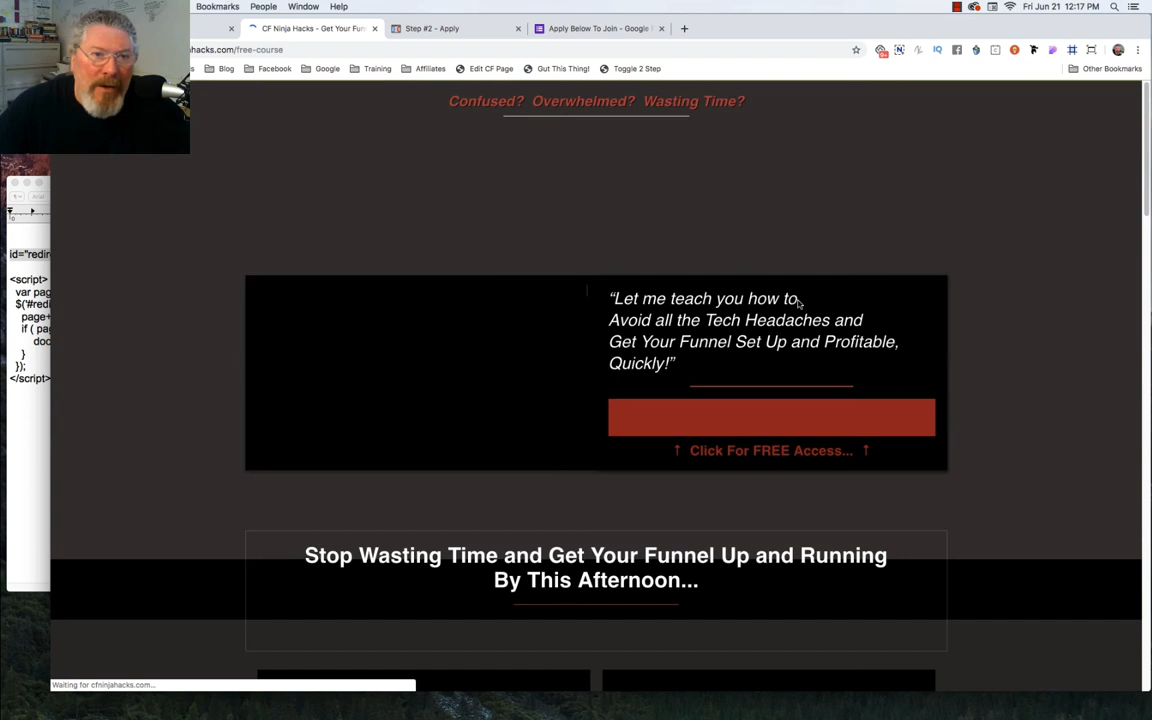 Bookmarks People Window Help
Fri Jun 21 12:17 PM
CF Ninja Hacks - Get Your Fun
Step #2 - Apply
Apply Below To Join - Google
hacks.com/free-course
Blog Facebook Google Training Affiliates Edit CF Page Gut This Thing! Toggle 2 Step Other Bookmarks
Confused? Overwhelmed? Wasting Time?
id="redir
<script>
var pag
$('#redi
page+
if ( pag
doc
}
});
</script>
“Let me teach you how to
Avoid all the Tech Headaches and
Get Your Funnel Set Up and Profitable,
Quickly!”
↑ Click For FREE Access... ↑
Stop Wasting Time and Get Your Funnel Up and Running
By This Afternoon...
Waiting for cfninjahacks.com...